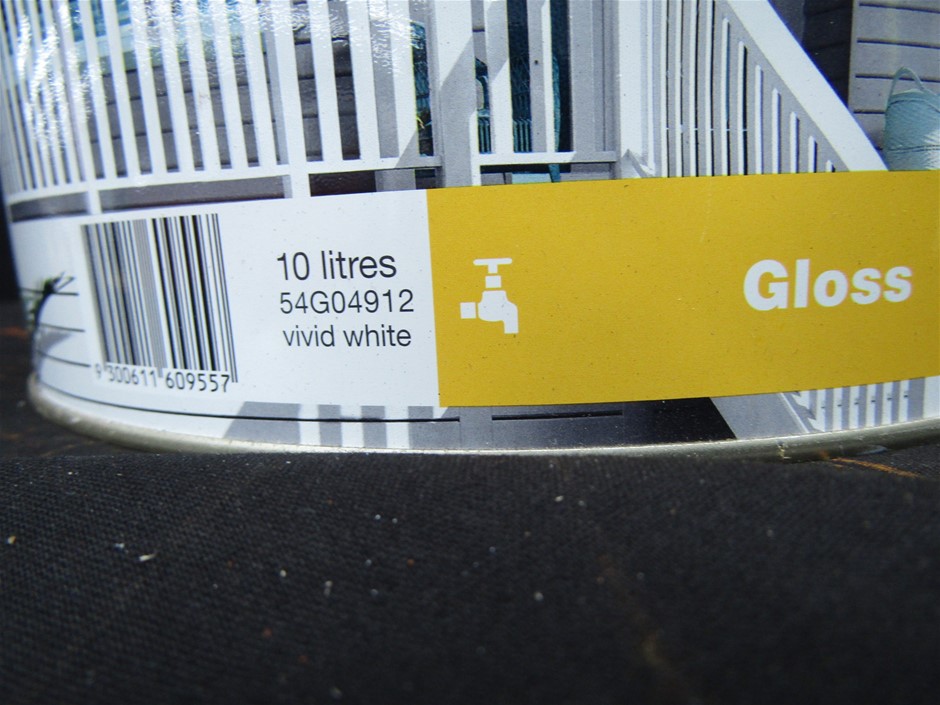 10 litres
54G04912
vivid white
9 300611 609557
Gloss